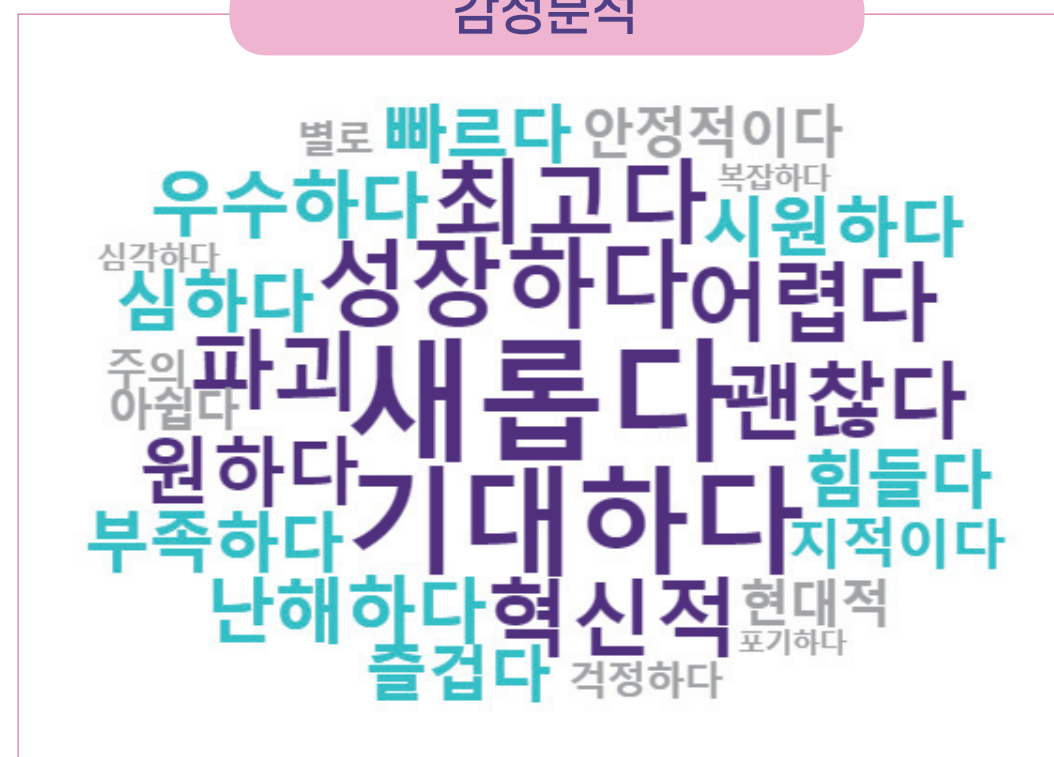 감성분석
별로 빠르다 안정적이다
우수하다 최고다 복잡하다
시원하다
심각하다
심하다 성장하다 어렵다
주의 파괴 새롭다 괜찮다
아쉽다
원하다 기대하다 힘들다
부족하다 지적이다
난해하다 혁신적 현대적
포기하다
즐겁다 걱정하다